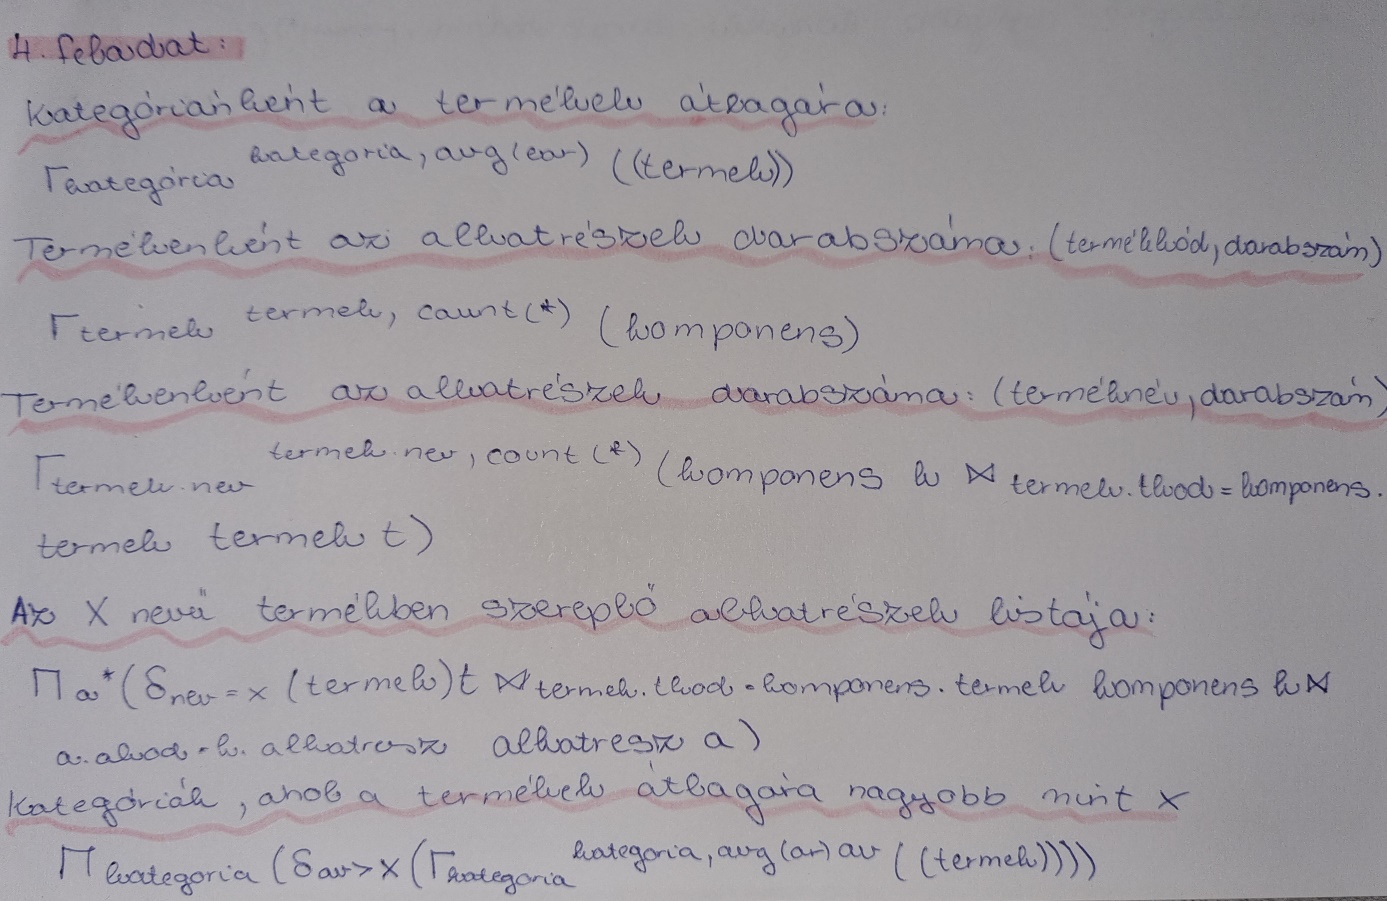 4. feladat:
Kategóriánként a termékek átlagára:
Γkategória kategoria, avg(ear) ((termek))
Termékenként az alkatrészek darabszáma: (termékkód, darabszám)
Γtermek termek, count(*) (komponens)
Termékenként az alkatrészek darabszáma: (terméknév, darabszám)
Γtermek.nev termek.nev, count(*) (komponens k ⋈ termek.tkod = komponens.
termek termek t)
Az X nevű termékben szereplő alkatrészek listája:
Πa*(δnev=x (termek)t ⋈ termek.tkod=komponens.termek komponens k ⋈
a.akod=k.alkatresz alkatresz a)
Kategóriák, ahol a termékek átlagára nagyobb mint x
Πkategoria (δav>x (Γkategoria kategoria, avg(ar) av ((termek))))